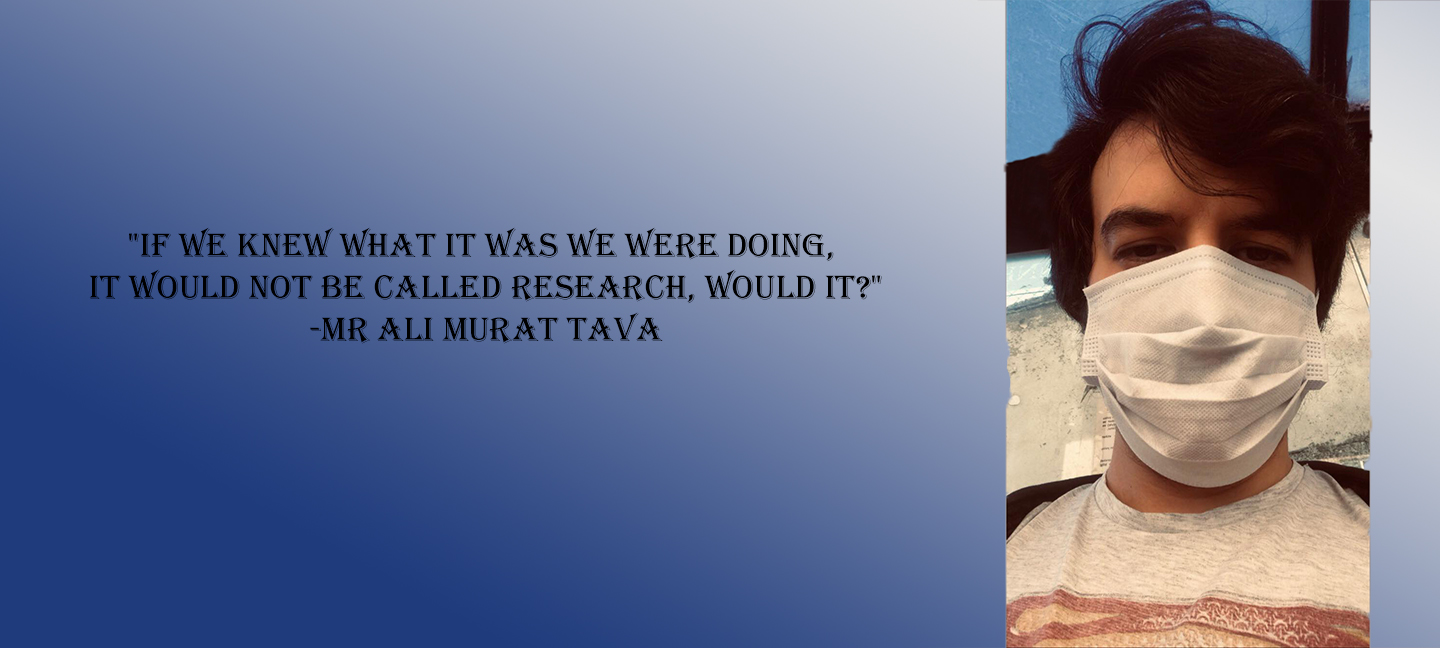 "IF WE KNEW WHAT IT WAS WE WERE DOING,
IT WOULD NOT BE CALLED RESEARCH, WOULD IT?"
-MR ALI MURAT TAVA